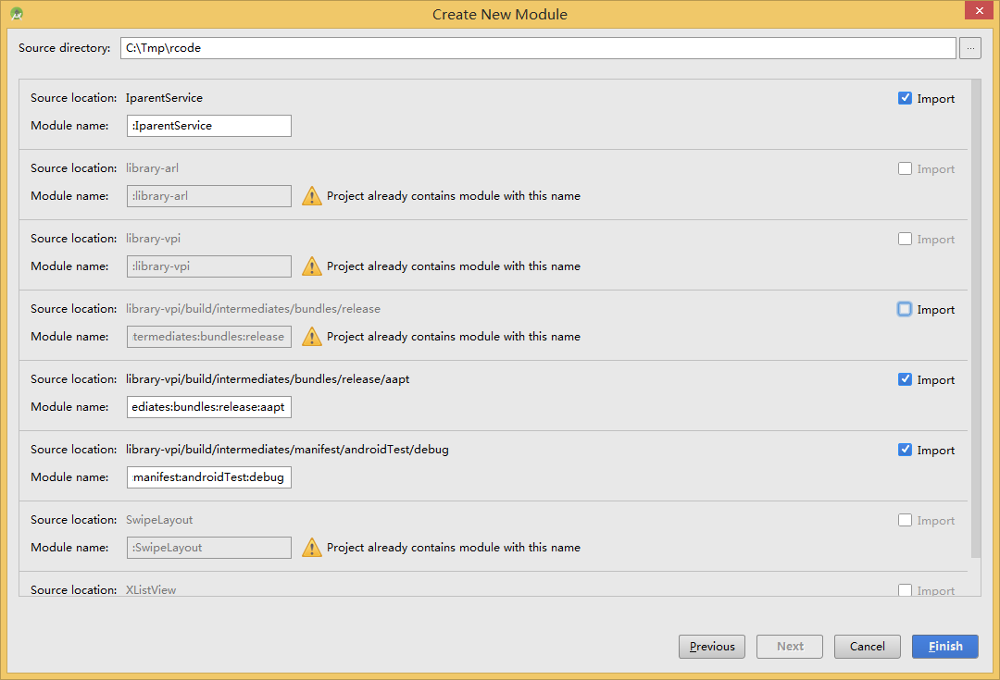 Create New Module
Source directory: C:\Tmp\rcode ...
Source location: IparentService Import
Module name: :IparentService
Source location: library-arl Import
Module name: :library-arl Project already contains module with this name
Source location: library-vpi Import
Module name: :library-vpi Project already contains module with this name
Source location: library-vpi/build/intermediates/bundles/release Import
Module name: termediates:bundles:release Project already contains module with this name
Source location: library-vpi/build/intermediates/bundles/release/aapt Import
Module name: ediates:bundles:release:aapt
Source location: library-vpi/build/intermediates/manifest/androidTest/debug Import
Module name: manifest:androidTest:debug
Source location: SwipeLayout Import
Module name: :SwipeLayout Project already contains module with this name
Source location: XListView Import
Previous Next Cancel Finish